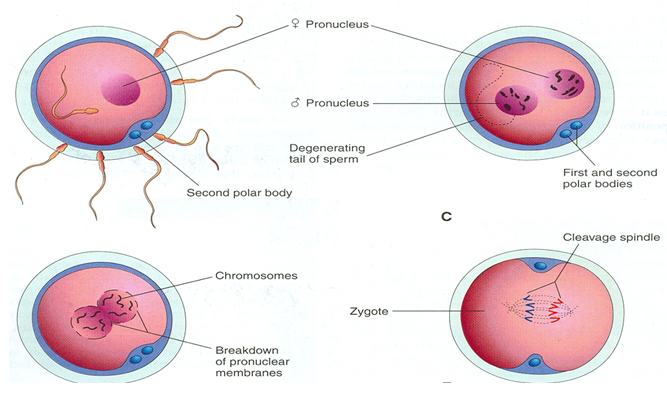 ♀ Pronucleus
♂ Pronucleus
Degenerating
tail of sperm
Second polar body
First and second
polar bodies
C
Cleavage spindle
Chromosomes
Zygote
Breakdown
of pronuclear
membranes